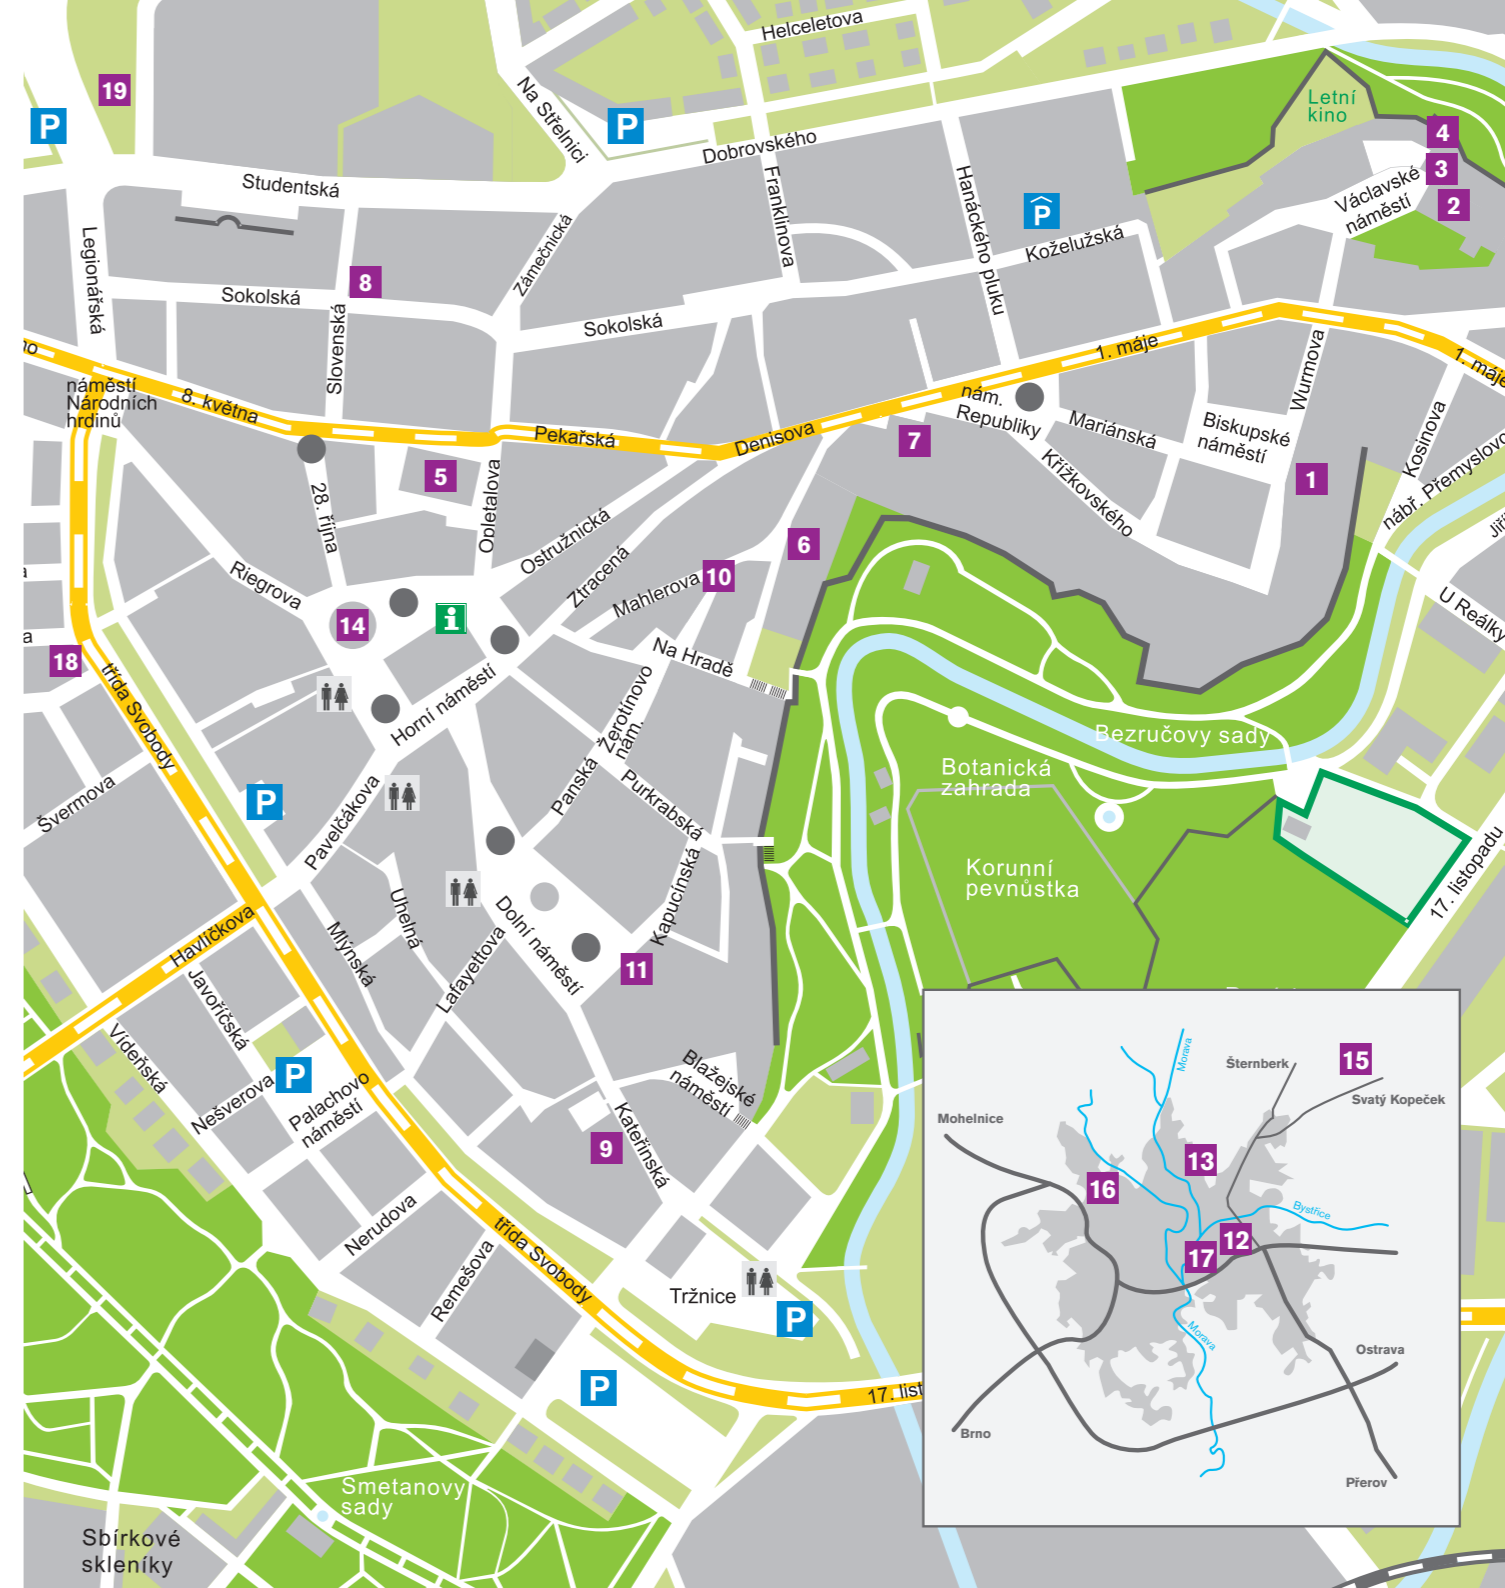 Helceletova
19
P
P
Na Střelnici
Dobrovského
Letní
kino
4
3
2
Václavské
náměstí
Studentská
Franklinova
Hanáckého pluku
P
Koželužská
Legionářská
Zámečnická
8
Sokolská
Slovenská
Sokolská
1. máje
1. máje
Wurmova
náměstí
Národních
hrdinů
8. května
Pekařská
Denisova
nám.
Republiky
7
Mariánská
Biskupské
náměstí
1
Kosinova
nábř. Přemyslovc
5
Opletalova
28. října
Křížkovského
Ostružnická
6
Ztracená
Mahlerova
10
Riegrova
14
i
U Reálky
18
Na Hradě
třída Svobody
Horní náměstí
Žerotínovo
nám.
Bezručovy sady
Botanická
zahrada
Panská
Purkrabská
P
Švermova
Pavelčákova
Korunní
pevnůstka
17. listopadu
Kapucínská
Uhelná
Dolní náměstí
Havlíčkova
Mlýnská
Lafayettova
11
Javoříčská
Vídeňská
P
Nešverova
Palachovo
náměstí
Blažejské
náměstí
9
Kateřinská
Nerudova
třída Svobody
Remešova
Tržnice
P
P
17. list
Smetanovy
sady
Sbírkové
skleníky
Morava
Šternberk
15
Svatý Kopeček
Mohelnice
13
16
Bystřice
12
17
Morava
Ostrava
Brno
Přerov